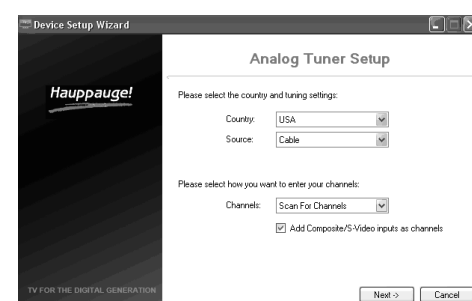 Device Setup Wizard
Analog Tuner Setup
Hauppauge!
Please select the country and tuning settings:
Country: USA
Source: Cable
Please select how you want to enter your channels:
Channels: Scan For Channels
Add Composite/S-Video inputs as channels
TV FOR THE DIGITAL GENERATION
Next -> Cancel